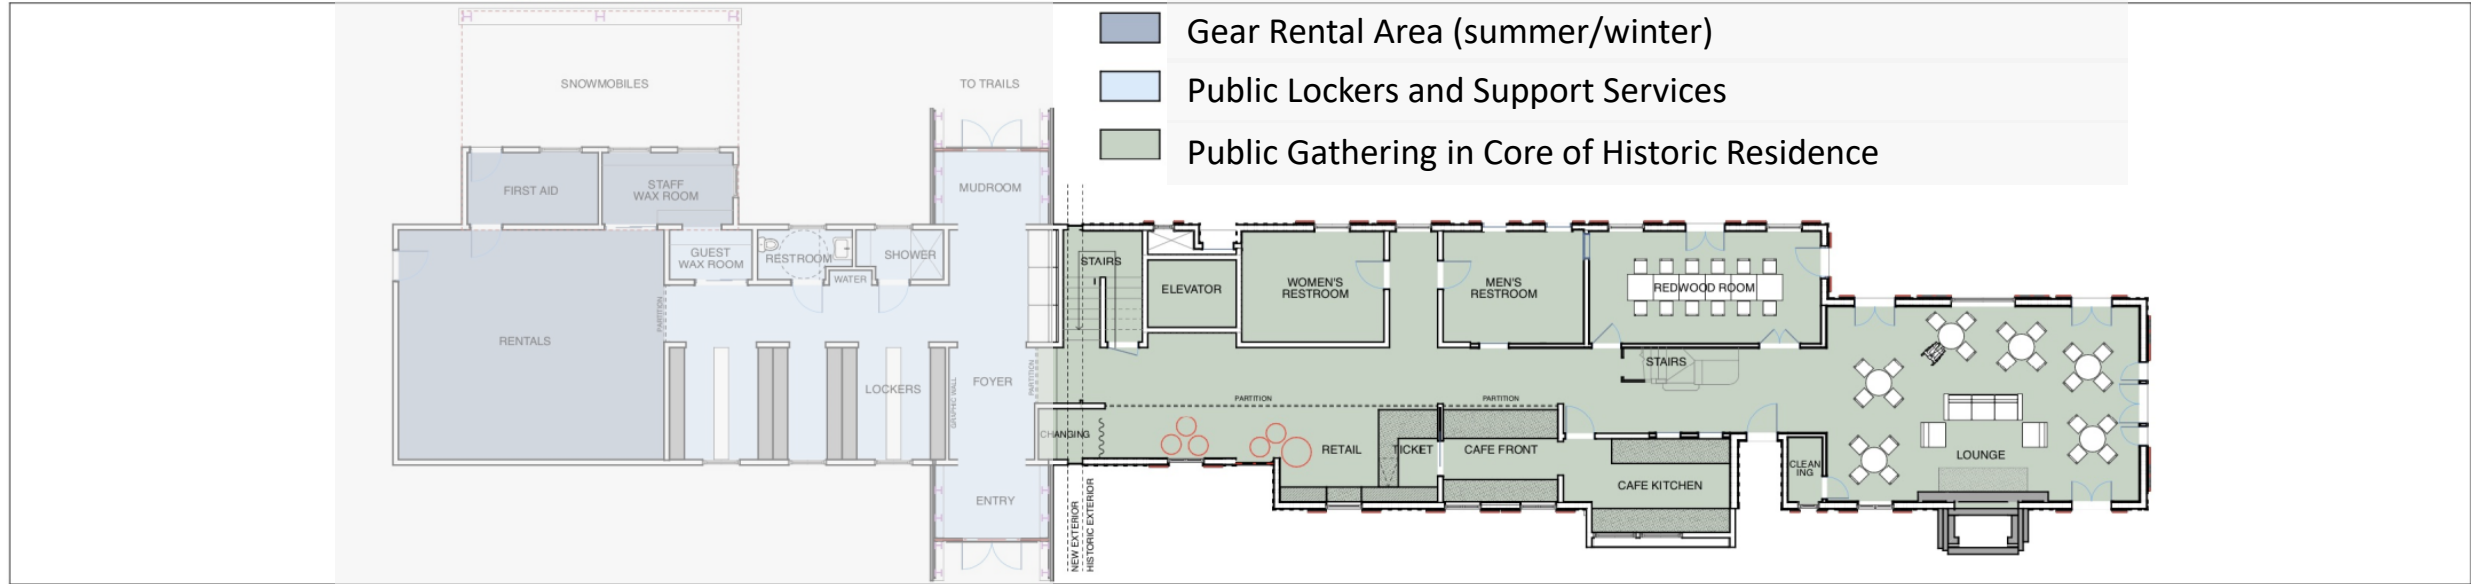 Gear Rental Area (summer/winter)
Public Lockers and Support Services
Public Gathering in Core of Historic Residence
SNOWMOBILES
TO TRAILS
FIRST AID
STAFF
WAX ROOM
MUDROOM
GUEST
WAX ROOM
RESTROOM
SHOWER
WATER
PARTITION
RENTALS
LOCKERS
GRAPHIC WALL
FOYER
PARTITION
ENTRY
STAIRS
ELEVATOR
WOMEN'S
RESTROOM
MEN'S
RESTROOM
REDWOOD ROOM
STAIRS
PARTITION
PARTITION
CHANGING
RETAIL
TICKET
CAFE FRONT
CAFE KITCHEN
CLEAN
ING
LOUNGE
NEW EXTERIOR
HISTORIC EXTERIOR